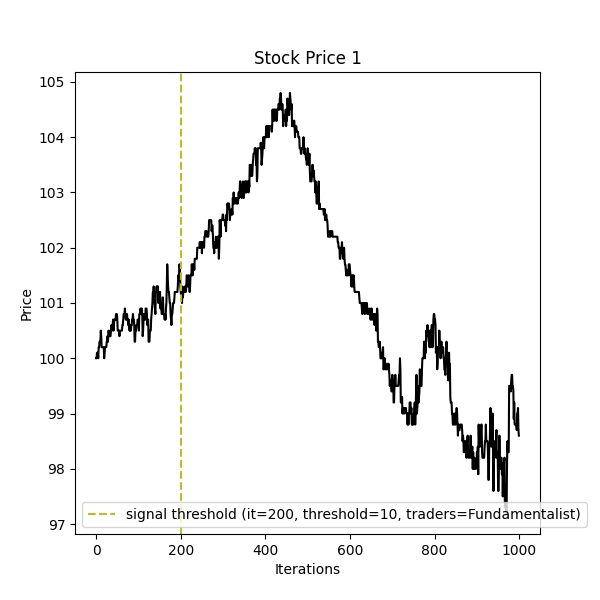 Stock Price 1
105
104
103
102
101
100
99
98
97
Price
signal threshold (it=200, threshold=10, traders=Fundamentalist)
0 200 400 600 800 1000
Iterations